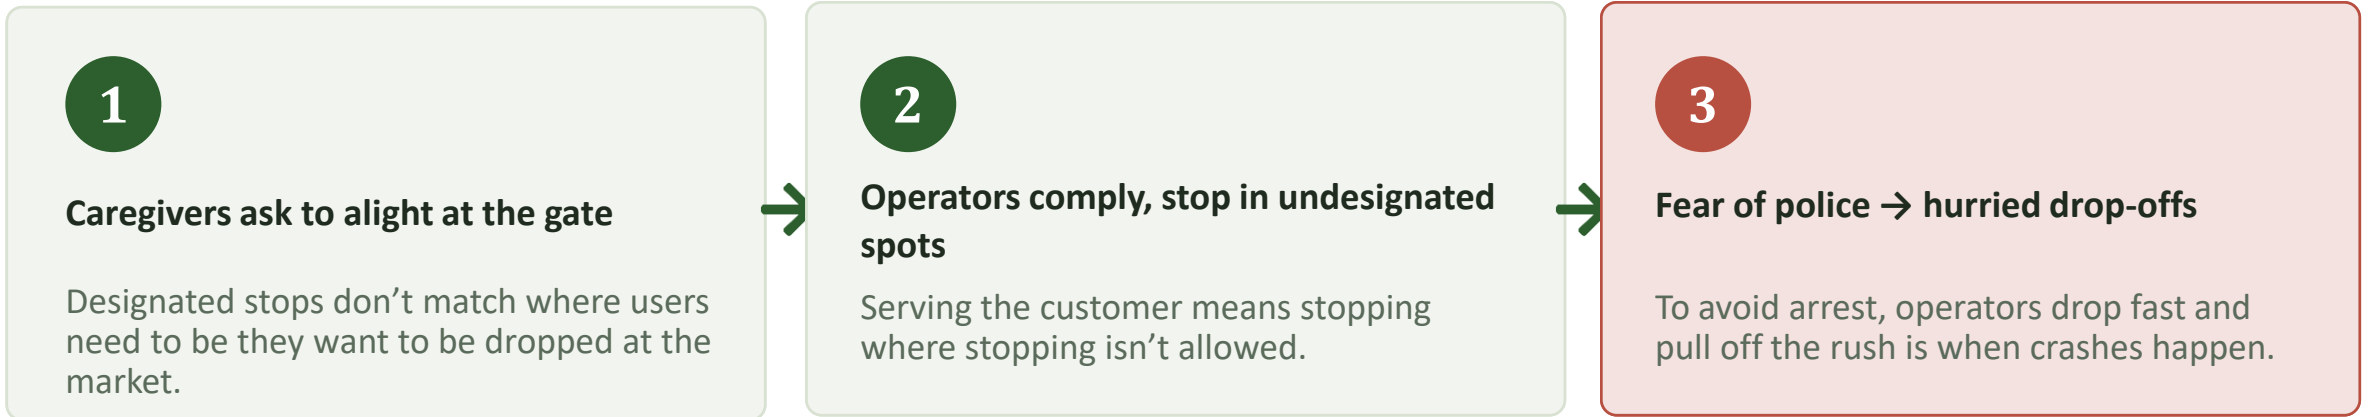 1
Caregivers ask to alight at the gate
Designated stops don’t match where users
need to be they want to be dropped at the
market.
2
Operators comply, stop in undesignated
spots
Serving the customer means stopping
where stopping isn’t allowed.
3
Fear of police → hurried drop-offs
To avoid arrest, operators drop fast and
pull off the rush is when crashes happen.